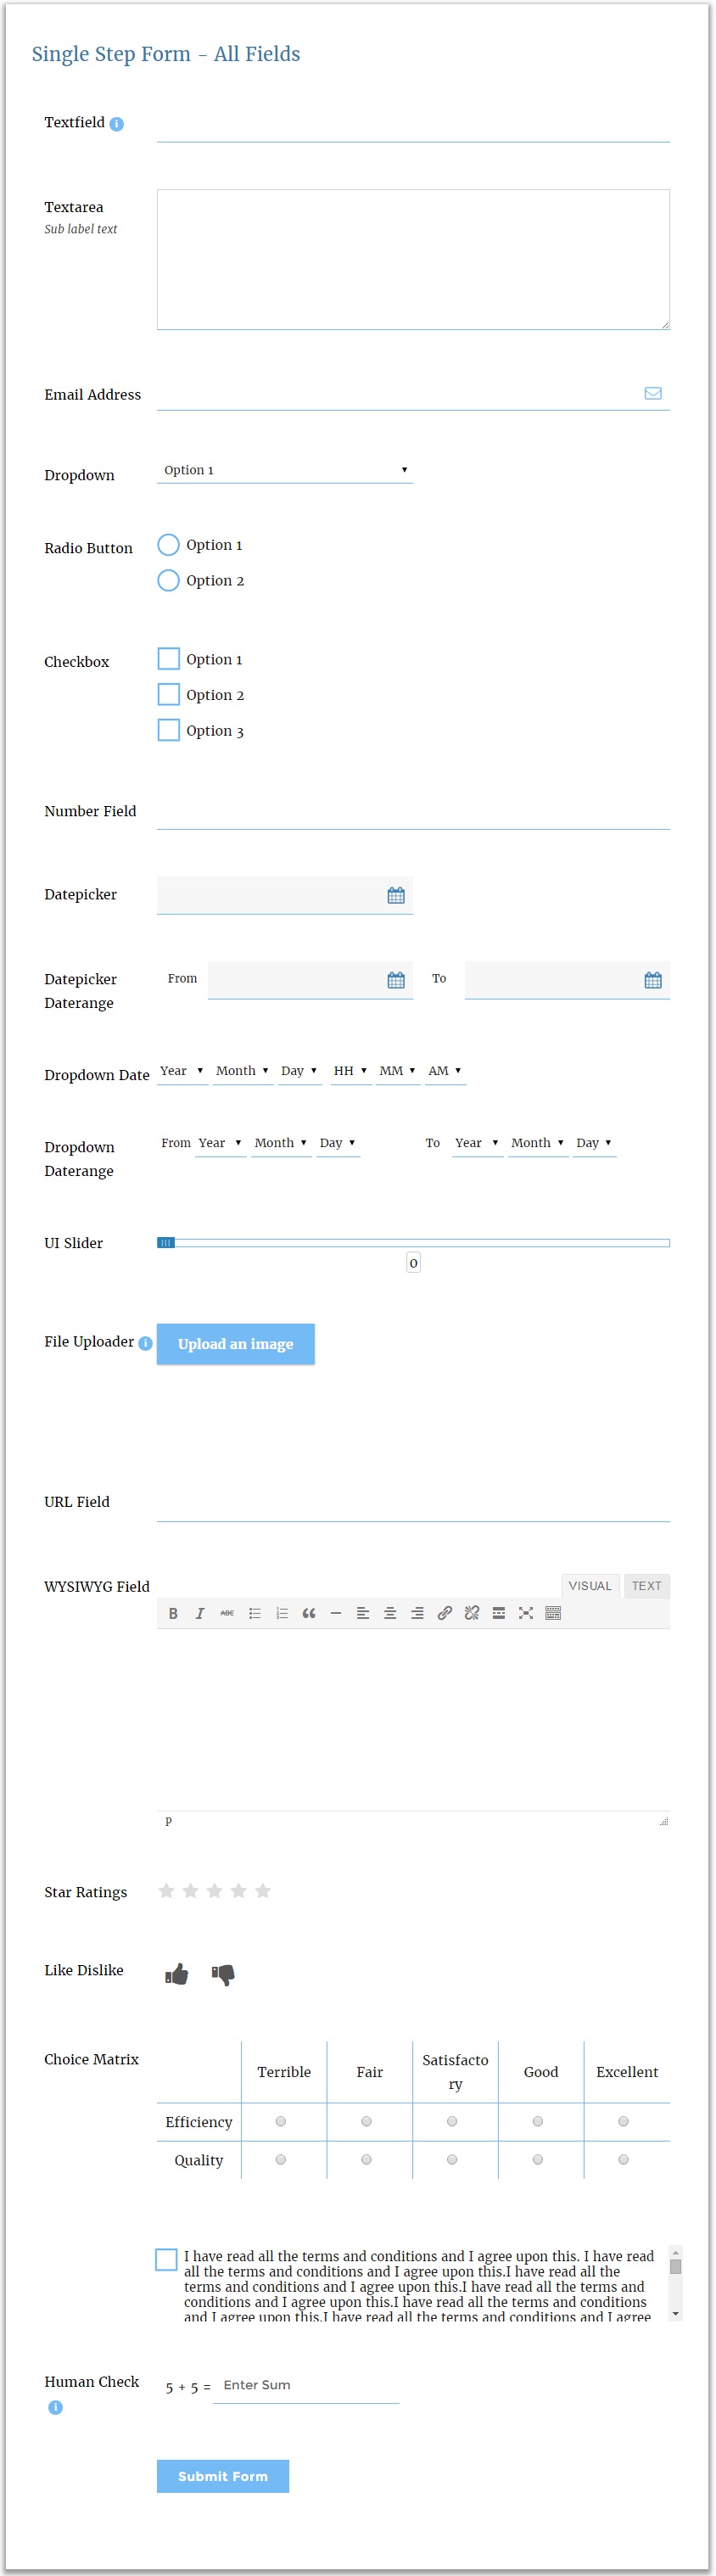 Single Step Form - All Fields
Textfield
Textarea
Sub label text
Email Address
Dropdown Option 1
Radio Button Option 1
Option 2
Checkbox Option 1
Option 2
Option 3
Number Field
Datepicker
Datepicker From To
Daterange
Dropdown Date Year Month Day HH MM AM
Dropdown From Year Month Day To Year Month Day
Daterange
UI Slider
0
File Uploader Upload an image
URL Field
WYSIWYG Field VISUAL TEXT
B I ABC
P
Star Ratings
Like Dislike
Choice Matrix Terrible Fair Satisfacto
ry Good Excellent
Efficiency
Quality
I have read all the terms and conditions and I agree upon this. I have read
all the terms and conditions and I agree upon this.I have read all the
terms and conditions and I agree upon this.I have read all the terms and
conditions and I agree upon this.I have read all the terms and conditions
and I agree upon this.I have read all the terms and conditions and I agree
Human Check 5 + 5 = Enter Sum
Submit Form